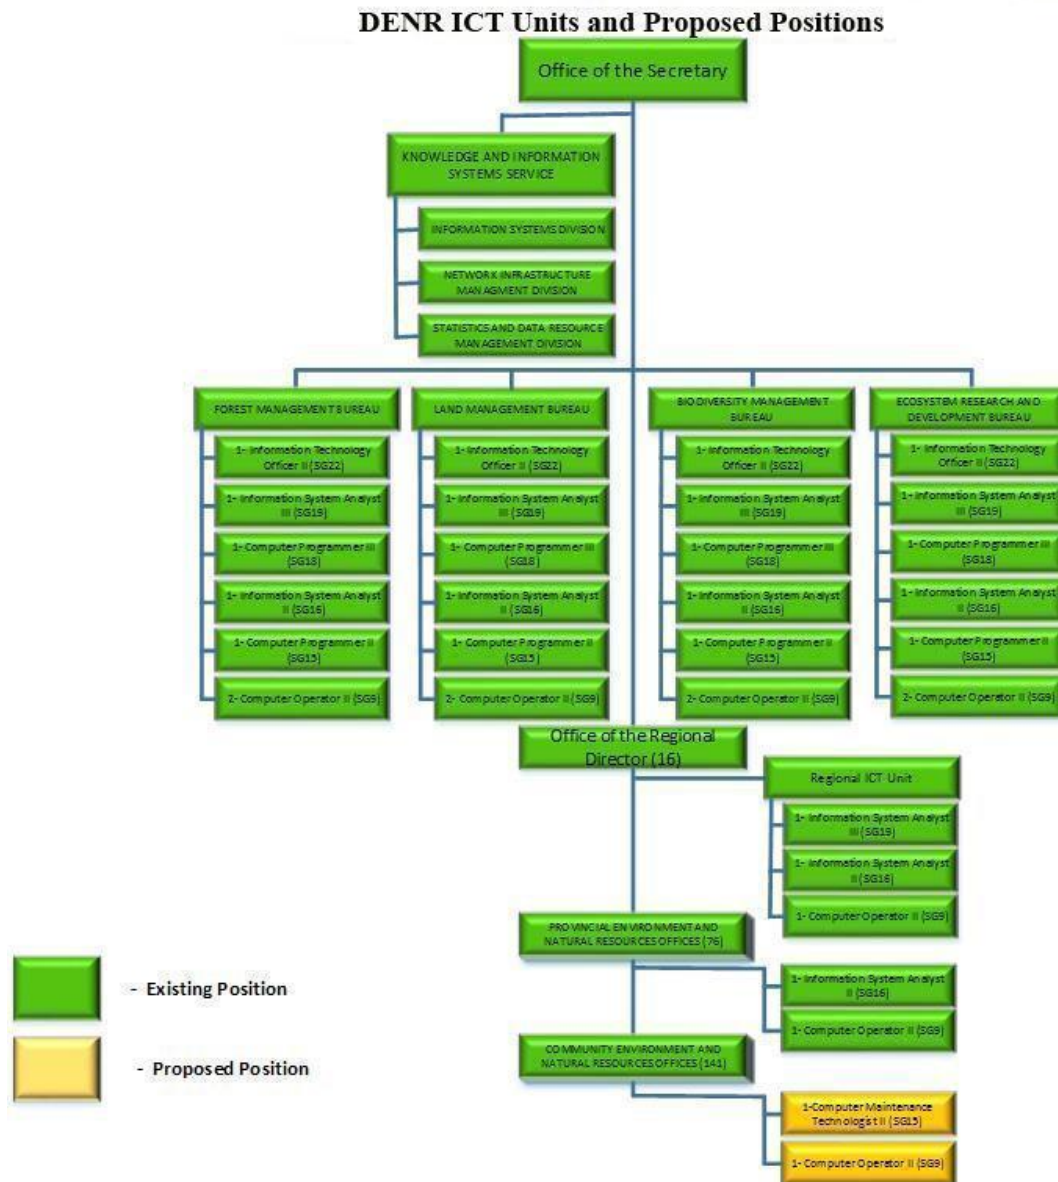 DENR ICT Units and Proposed Positions
Office of the Secretary
KNOWLEDGE AND INFORMATION
SYSTEMS SERVICE
INFORMATION SYSTEMS DIVISION
NETWORK INFRASTRUCTURE
MANAGMENT DIVISION
STATISTICS AND DATA RESOURCE
MANAGEMENT DIVISION
FOREST MANAGEMENT BUREAU
1- Information Technology
Officer II (SG22)
1- Information System Analyst
III (SG19)
1- Computer Programmer III
(SG18)
1- Information System Analyst
II (SG16)
1- Computer Programmer II
(SG15)
2- Computer Operator II (SG9)
LAND MANAGEMENT BUREAU
1- Information Technology
Officer II (SG22)
1- Information System Analyst
III (SG19)
1- Computer Programmer III
(SG18)
1- Information System Analyst
II (SG16)
1- Computer Programmer II
(SG15)
2- Computer Operator II (SG9)
BIODIVERSITY MANAGEMENT
BUREAU
1- Information Technology
Officer II (SG22)
1- Information System Analyst
III (SG19)
1- Computer Programmer III
(SG18)
1- Information System Analyst
II (SG16)
1- Computer Programmer II
(SG15)
2- Computer Operator II (SG9)
ECOSYSTEM RESEARCH AND
DEVELOPMENT BUREAU
1- Information Technology
Officer II (SG22)
1- Information System Analyst
III (SG19)
1- Computer Programmer III
(SG18)
1- Information System Analyst
II (SG16)
1- Computer Programmer II
(SG15)
2- Computer Operator II (SG9)
Office of the Regional
Director (16)
Regional ICT Unit
1- Information System Analyst
III (SG19)
1- Information System Analyst
II (SG16)
1- Computer Operator II (SG9)
PROVINCIAL ENVIRONMENT AND
NATURAL RESOURCES OFFICES (76)
1- Information System Analyst
II (SG16)
1- Computer Operator II (SG9)
COMMUNITY ENVIRONMENT AND
NATURAL RESOURCES OFFICES (141)
1-Computer Maintenance
Technologist II (SG15)
1- Computer Operator II (SG9)
- Existing Position
- Proposed Position